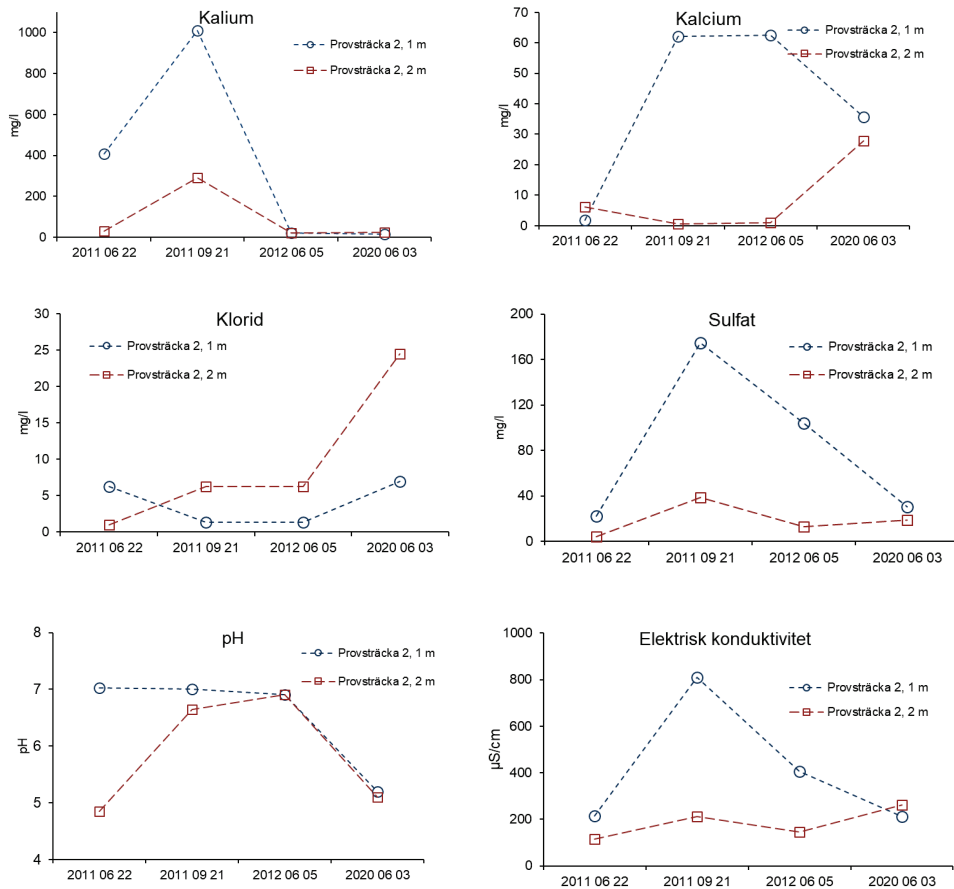 Kalium
1000
800
600
400
200
0
mg/l
Provsträcka 2, 1 m
Provsträcka 2, 2 m
2011 06 22
2011 09 21
2012 06 05
2020 06 03
Kalcium
70
60
50
40
30
20
10
0
mg/l
Provsträcka 2, 1 m
Provsträcka 2, 2 m
2011 06 22
2011 09 21
2012 06 05
2020 06 03
Klorid
30
25
20
15
10
5
0
mg/l
Provsträcka 2, 1 m
Provsträcka 2, 2 m
2011 06 22
2011 09 21
2012 06 05
2020 06 03
Sulfat
200
160
120
80
40
0
mg/l
Provsträcka 2, 1 m
Provsträcka 2, 2 m
2011 06 22
2011 09 21
2012 06 05
2020 06 03
pH
8
7
6
5
4
pH
Provsträcka 2, 1 m
Provsträcka 2, 2 m
2011 06 22
2011 09 21
2012 06 05
2020 06 03
Elektrisk konduktivitet
1000
800
600
400
200
0
µS/cm
Provsträcka 2, 1 m
Provsträcka 2, 2 m
2011 06 22
2011 09 21
2012 06 05
2020 06 03